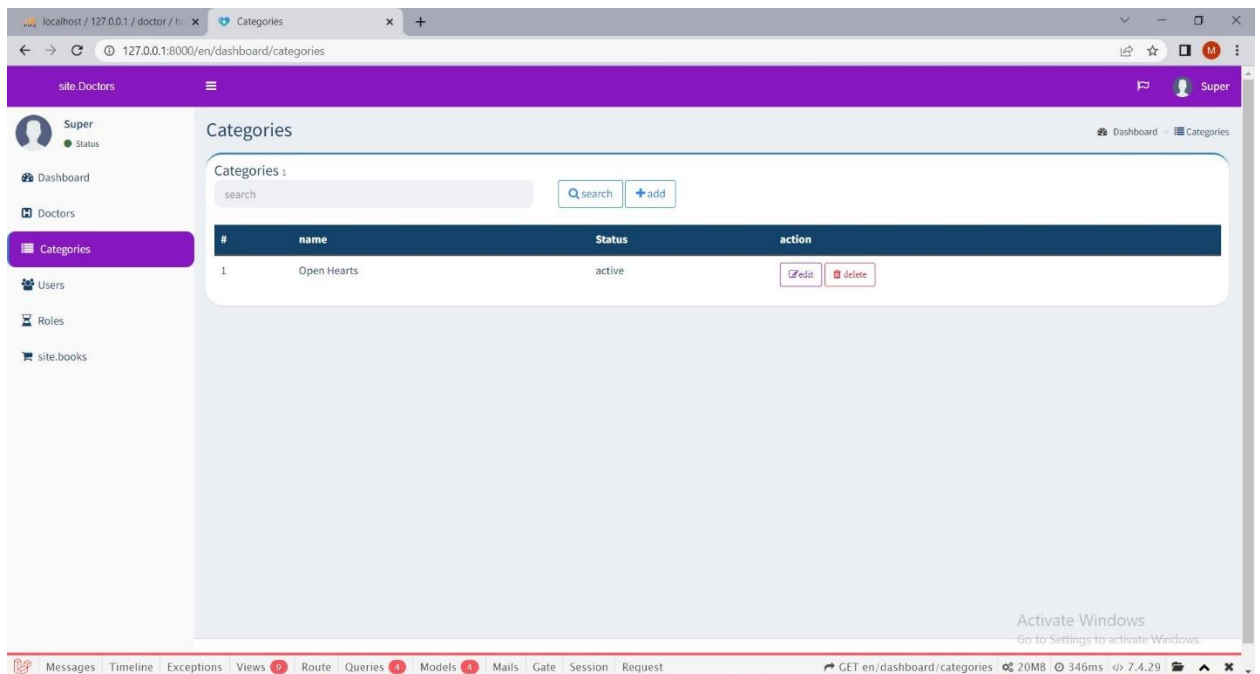 localhost / 127.0.0.1 / doctor / h
Categories
127.0.0.1:8000/en/dashboard/categories
M
site.Doctors
Super
Super
Status
Categories
Dashboard > Categories
Dashboard
Doctors
Categories
Users
Roles
site.books
Categories 1
search
search
add
# name Status action
1 Open Hearts active edit delete
Activate Windows
Go to Settings to activate Windows.
Messages Timeline Exceptions Views 9 Route Queries 4 Models 4 Mails Gate Session Request GET en/dashboard/categories 20MB 346ms 7.4.29